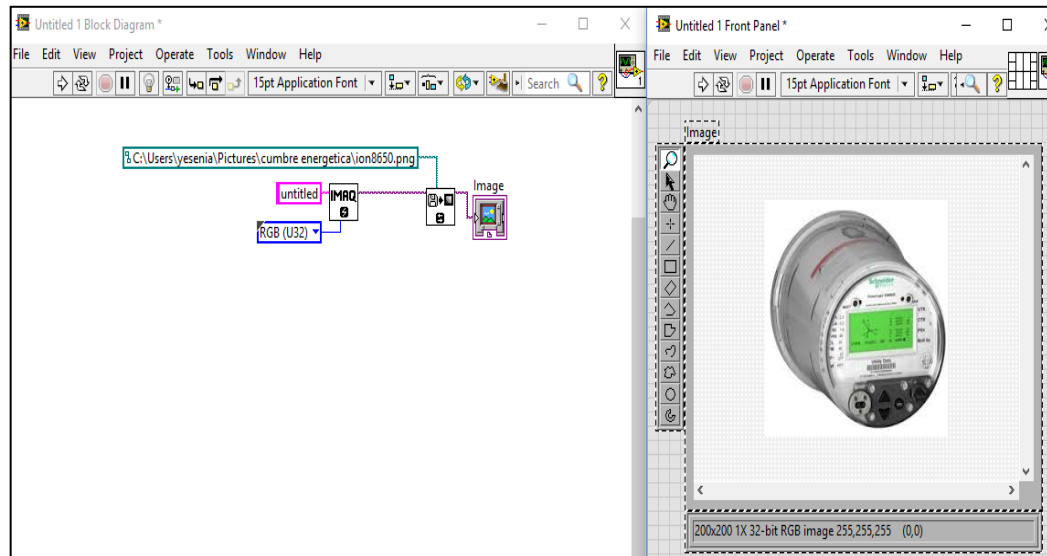 Untitled 1 Block Diagram *
File Edit View Project Operate Tools Window Help
15pt Application Font
Search
C:\Users\yesenia\Pictures\cumbre energetica\ion8650.png
untitled
IMAQ
Image
RGB (U32)
Untitled 1 Front Panel *
File Edit View Project Operate Tools Window Help
15pt Application Font
Image
Schneider
200x200 1X 32-bit RGB image 255,255,255 (0,0)